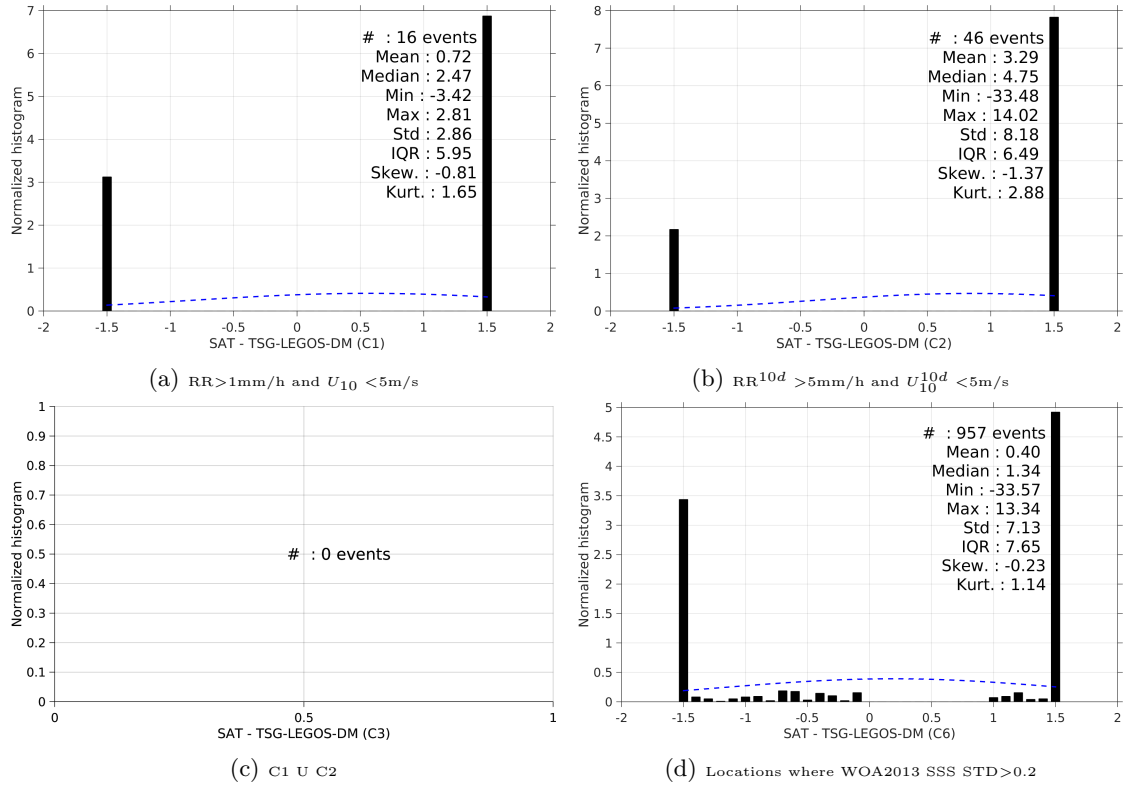 7
6
5
4
3
2
1
0
Normalized histogram
# : 16 events
Mean : 0.72
Median : 2.47
Min : -3.42
Max : 2.81
Std : 2.86
IQR : 5.95
Skew. : -0.81
Kurt. : 1.65
-2 -1.5 -1 -0.5 0 0.5 1 1.5 2
SAT - TSG-LEGOS-DM (C1)
(a) RR>1mm/h and U10 <5m/s
8
7
6
5
4
3
2
1
0
Normalized histogram
# : 46 events
Mean : 3.29
Median : 4.75
Min : -33.48
Max : 14.02
Std : 8.18
IQR : 6.49
Skew. : -1.37
Kurt. : 2.88
-2 -1.5 -1 -0.5 0 0.5 1 1.5 2
SAT - TSG-LEGOS-DM (C2)
(b) RR10d >5mm/h and U10d10 <5m/s
1
0.9
0.8
0.7
0.6
0.5
0.4
0.3
0.2
0.1
0
Normalized histogram
# : 0 events
0 0.5 1
SAT - TSG-LEGOS-DM (C3)
(c) C1 U C2
5
4.5
4
3.5
3
2.5
2
1.5
1
0.5
0
Normalized histogram
# : 957 events
Mean : 0.40
Median : 1.34
Min : -33.57
Max : 13.34
Std : 7.13
IQR : 7.65
Skew. : -0.23
Kurt. : 1.14
-2 -1.5 -1 -0.5 0 0.5 1 1.5 2
SAT - TSG-LEGOS-DM (C6)
(d) Locations where WOA2013 SSS STD>0.2